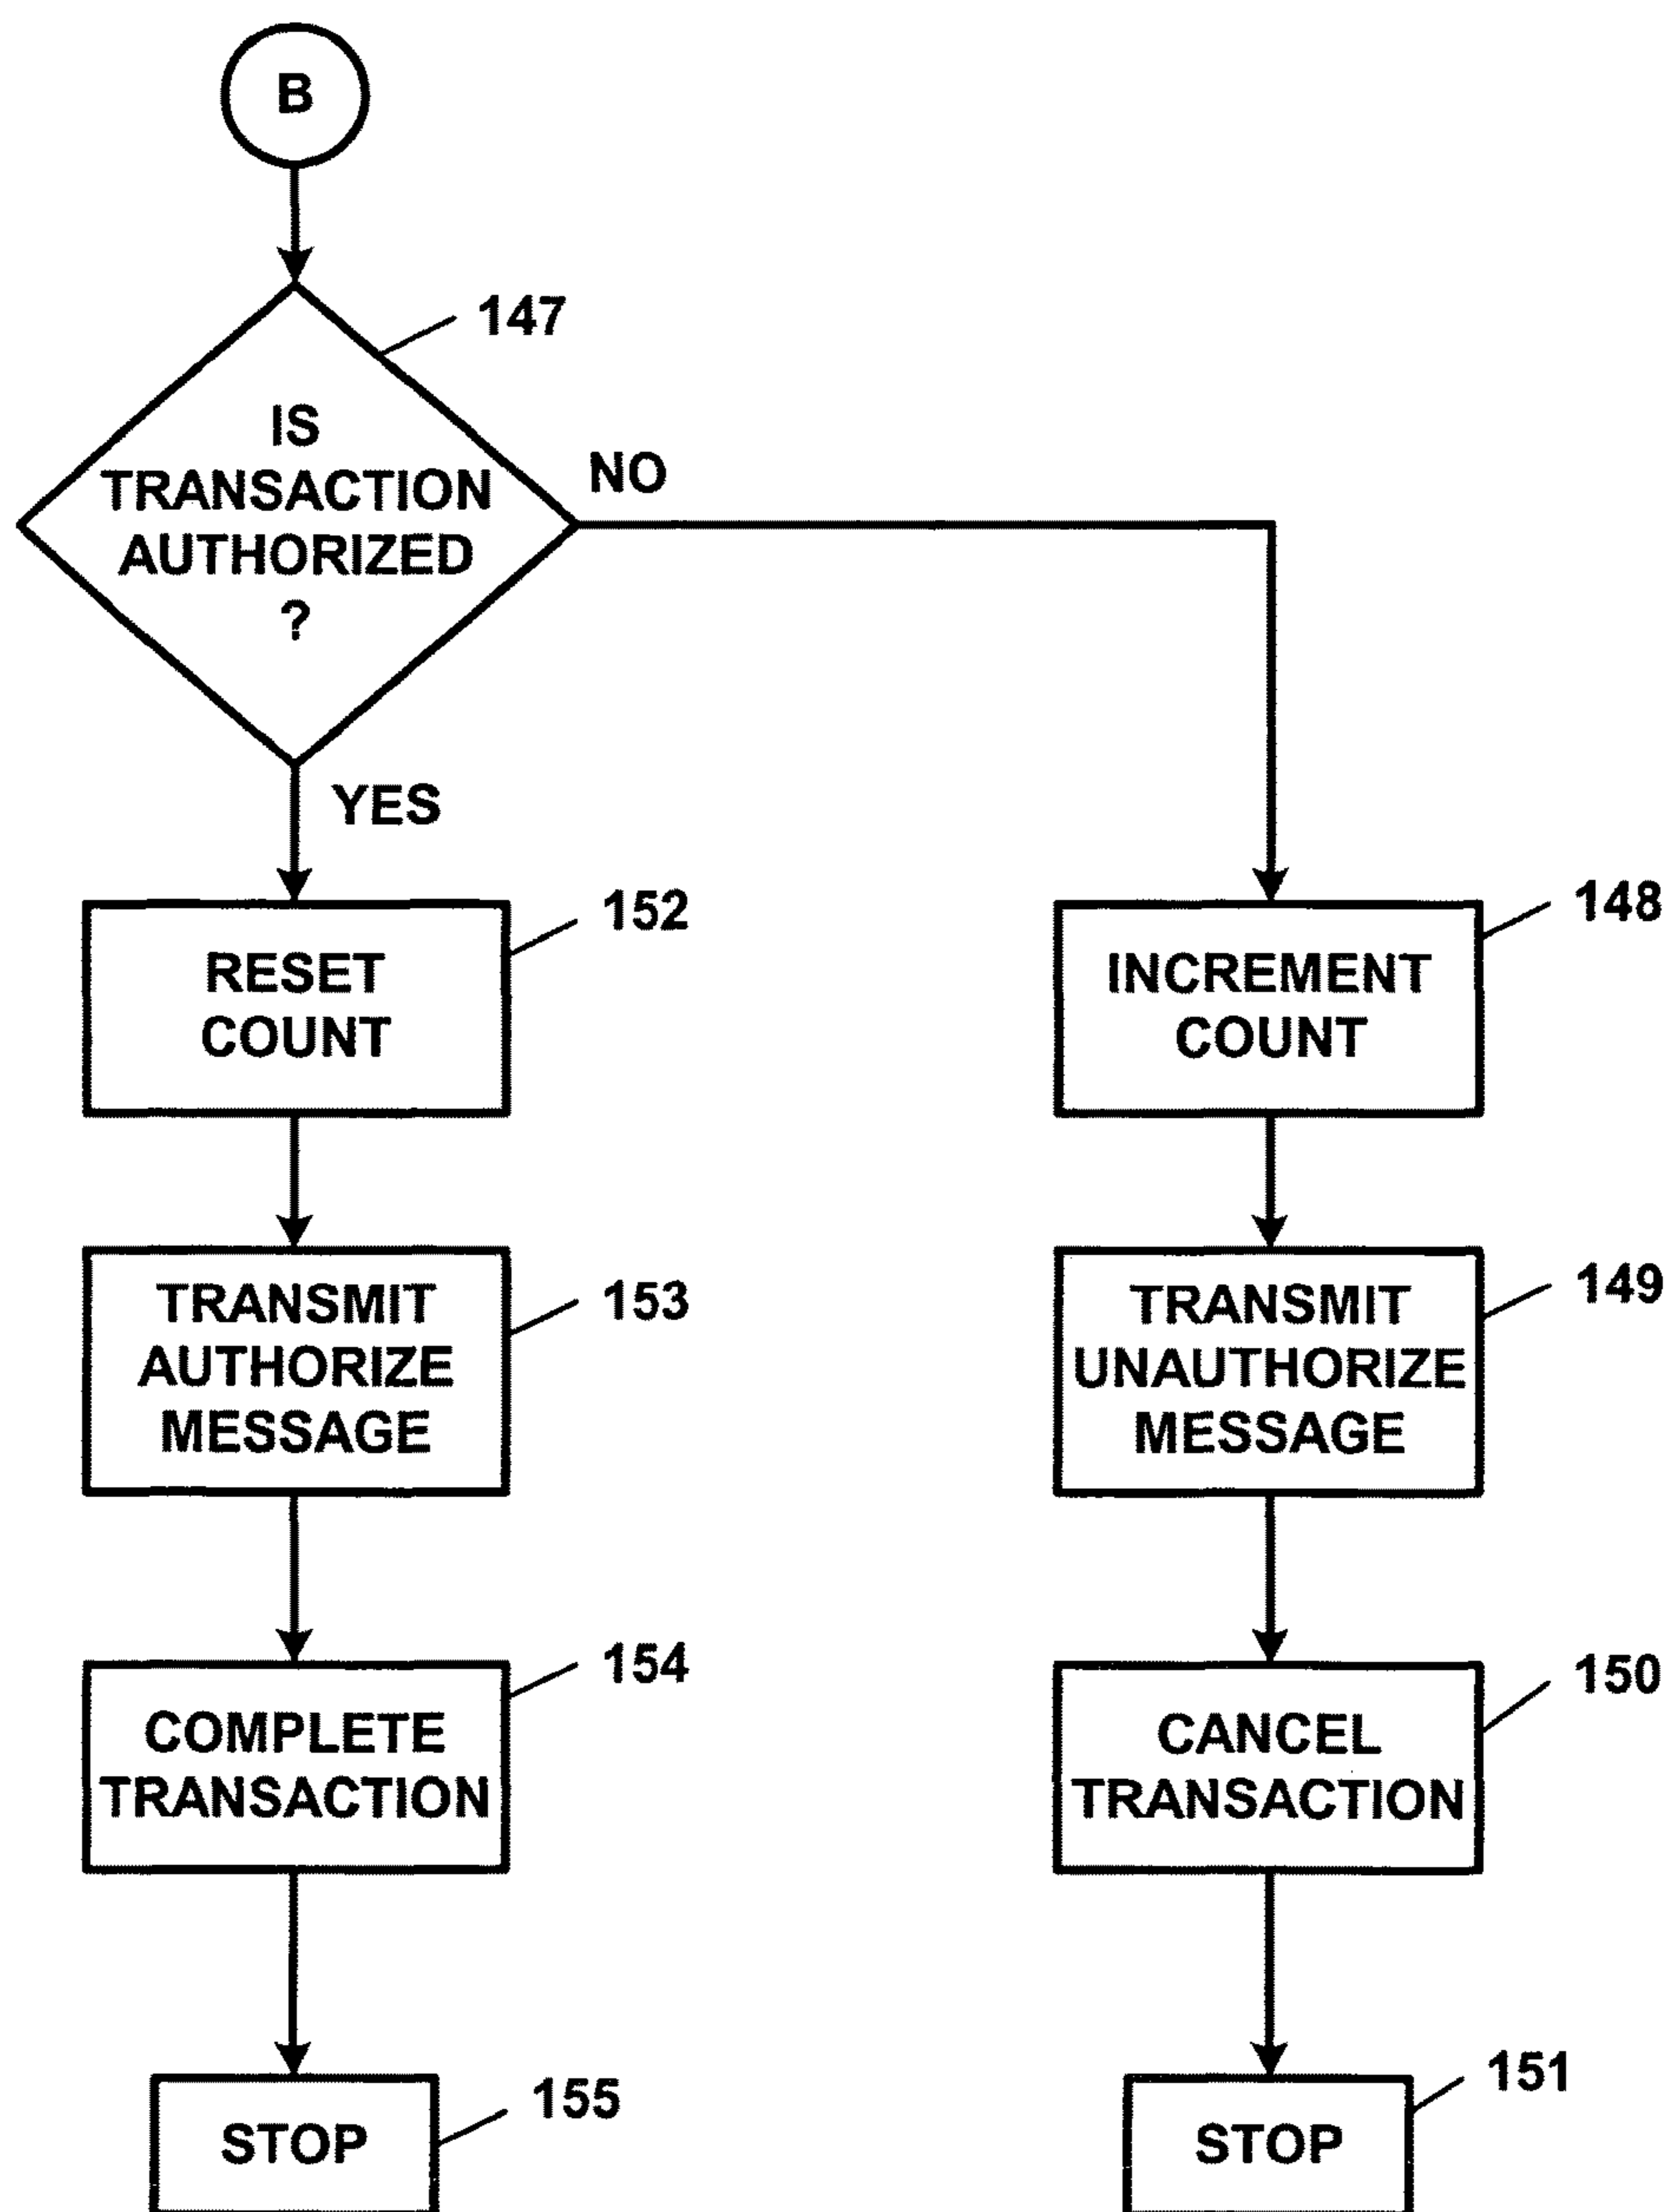 B
147
IS
TRANSACTION
AUTHORIZED
?
NO
YES
152
RESET
COUNT
148
INCREMENT
COUNT
153
TRANSMIT
AUTHORIZE
MESSAGE
149
TRANSMIT
UNAUTHORIZE
MESSAGE
154
COMPLETE
TRANSACTION
150
CANCEL
TRANSACTION
155
STOP
151
STOP